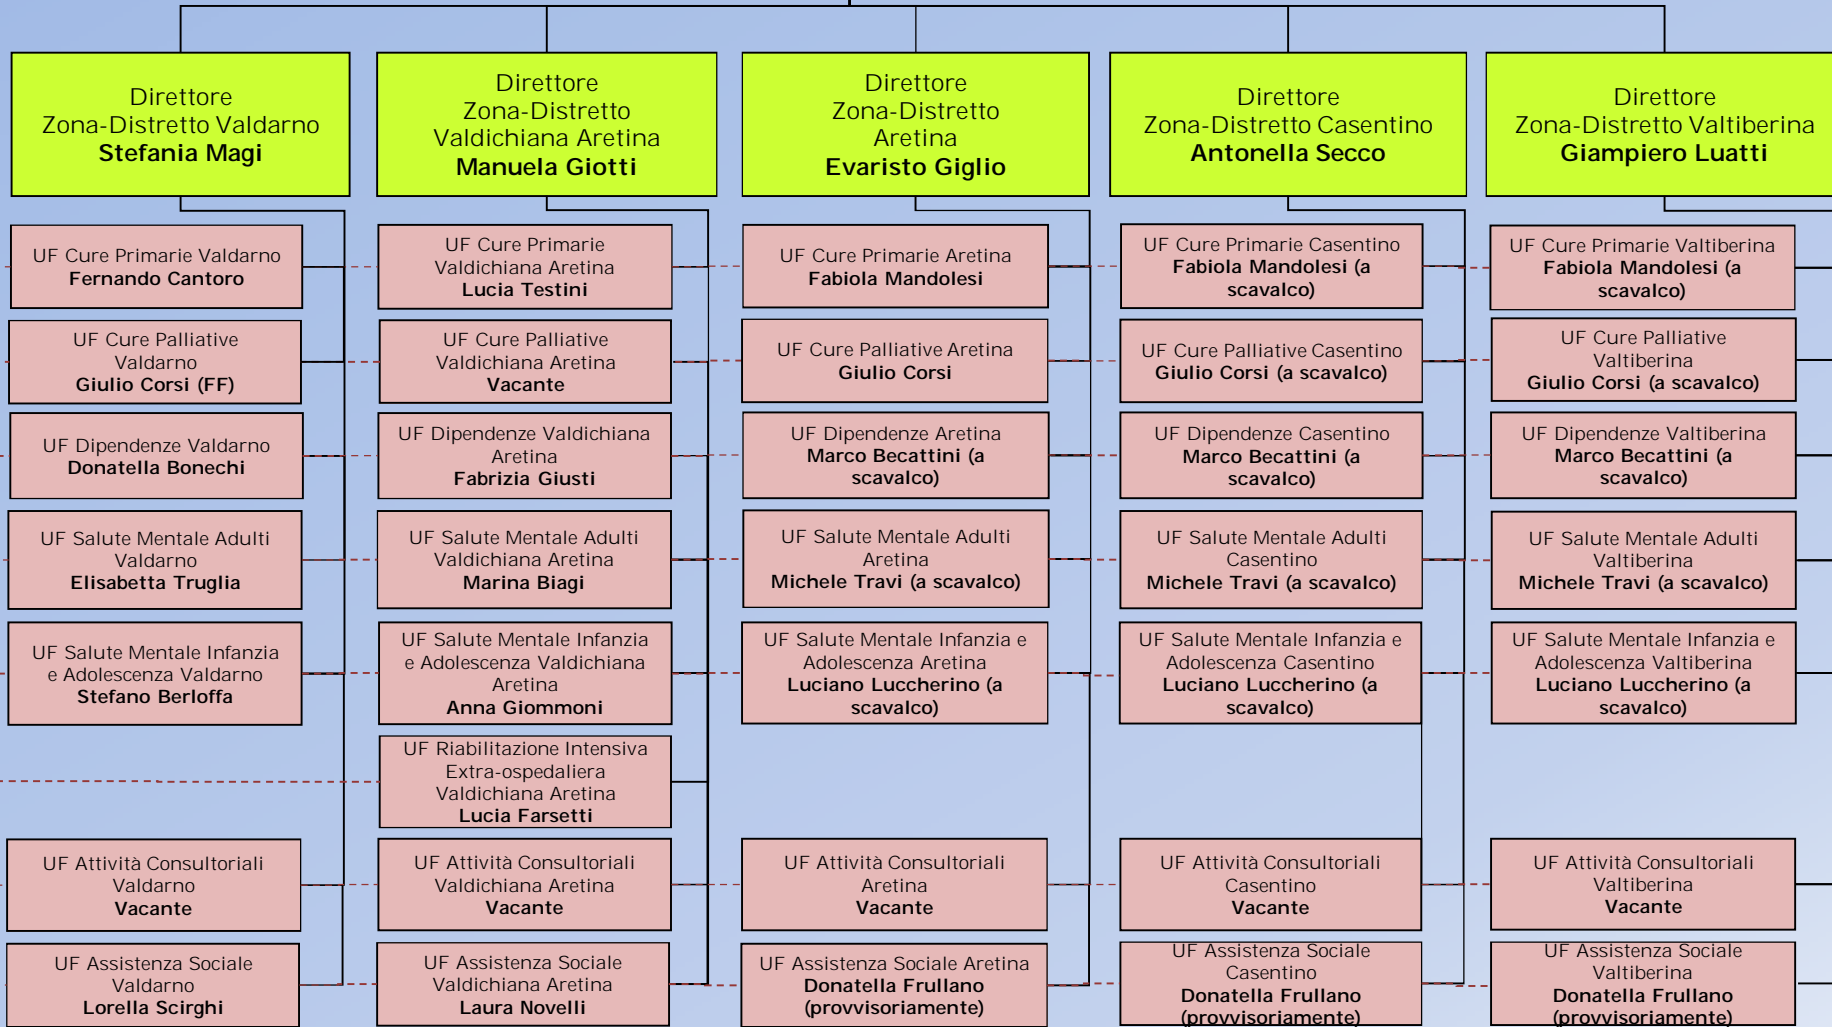 Direttore
Zona-Distretto Valdarno
Stefania Magi
Direttore
Zona-Distretto
Valdichiana Aretina
Manuela Giotti
Direttore
Zona-Distretto
Aretina
Evaristo Giglio
Direttore
Zona-Distretto Casentino
Antonella Secco
Direttore
Zona-Distretto Valtiberina
Giampiero Luatti
UF Cure Primarie Valdarno
Fernando Cantoro
UF Cure Primarie
Valdichiana Aretina
Lucia Testini
UF Cure Primarie Aretina
Fabiola Mandolesi
UF Cure Primarie Casentino
Fabiola Mandolesi (a
scavalco)
UF Cure Primarie Valtiberina
Fabiola Mandolesi (a
scavalco)
UF Cure Palliative
Valdarno
Giulio Corsi (FF)
UF Cure Palliative
Valdichiana Aretina
Vacante
UF Cure Palliative Aretina
Giulio Corsi
UF Cure Palliative Casentino
Giulio Corsi (a scavalco)
UF Cure Palliative
Valtiberina
Giulio Corsi (a scavalco)
UF Dipendenze Valdarno
Donatella Bonechi
UF Dipendenze Valdichiana
Aretina
Fabrizia Giusti
UF Dipendenze Aretina
Marco Becattini (a
scavalco)
UF Dipendenze Casentino
Marco Becattini (a
scavalco)
UF Dipendenze Valtiberina
Marco Becattini (a
scavalco)
UF Salute Mentale Adulti
Valdarno
Elisabetta Truglia
UF Salute Mentale Adulti
Valdichiana Aretina
Marina Biagi
UF Salute Mentale Adulti
Aretina
Michele Travi (a scavalco)
UF Salute Mentale Adulti
Casentino
Michele Travi (a scavalco)
UF Salute Mentale Adulti
Valtiberina
Michele Travi (a scavalco)
UF Salute Mentale Infanzia
e Adolescenza Valdarno
Stefano Berloffa
UF Salute Mentale Infanzia
e Adolescenza Valdichiana
Aretina
Anna Giommoni
UF Salute Mentale Infanzia e
Adolescenza Aretina
Luciano Luccherino (a
scavalco)
UF Salute Mentale Infanzia e
Adolescenza Casentino
Luciano Luccherino (a
scavalco)
UF Salute Mentale Infanzia e
Adolescenza Valtiberina
Luciano Luccherino (a
scavalco)
UF Riabilitazione Intensiva
Extra-ospedaliera
Valdichiana Aretina
Lucia Farsetti
UF Attività Consultoriali
Valdarno
Vacante
UF Attività Consultoriali
Valdichiana Aretina
Vacante
UF Attività Consultoriali
Aretina
Vacante
UF Attività Consultoriali
Casentino
Vacante
UF Attività Consultoriali
Valtiberina
Vacante
UF Assistenza Sociale
Valdarno
Lorella Scirghi
UF Assistenza Sociale
Valdichiana Aretina
Laura Novelli
UF Assistenza Sociale Aretina
Donatella Frullano
(provvisoriamente)
UF Assistenza Sociale
Casentino
Donatella Frullano
(provvisoriamente)
UF Assistenza Sociale
Valtiberina
Donatella Frullano
(provvisoriamente)